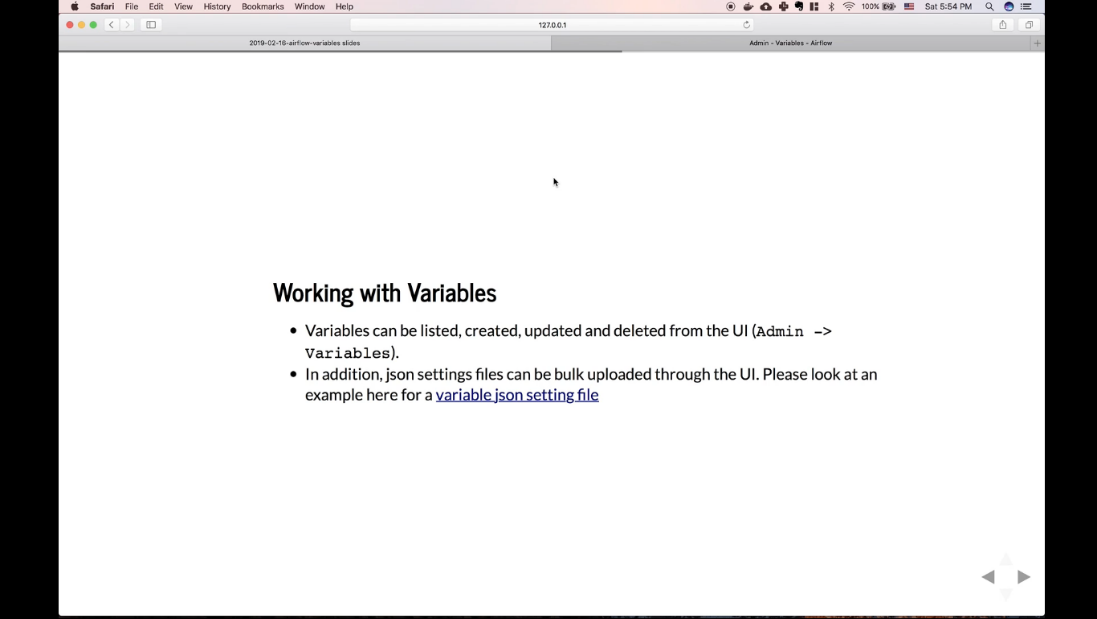 Safari File Edit View History Bookmarks Window Help 100% Sat 5:54 PM
127.0.0.1
2019-02-16-airflow-variables slides Admin - Variables - Airflow
Working with Variables
• Variables can be listed, created, updated and deleted from the UI (Admin ->
Variables).
• In addition, json settings files can be bulk uploaded through the UI. Please look at an
example here for a variable json setting file